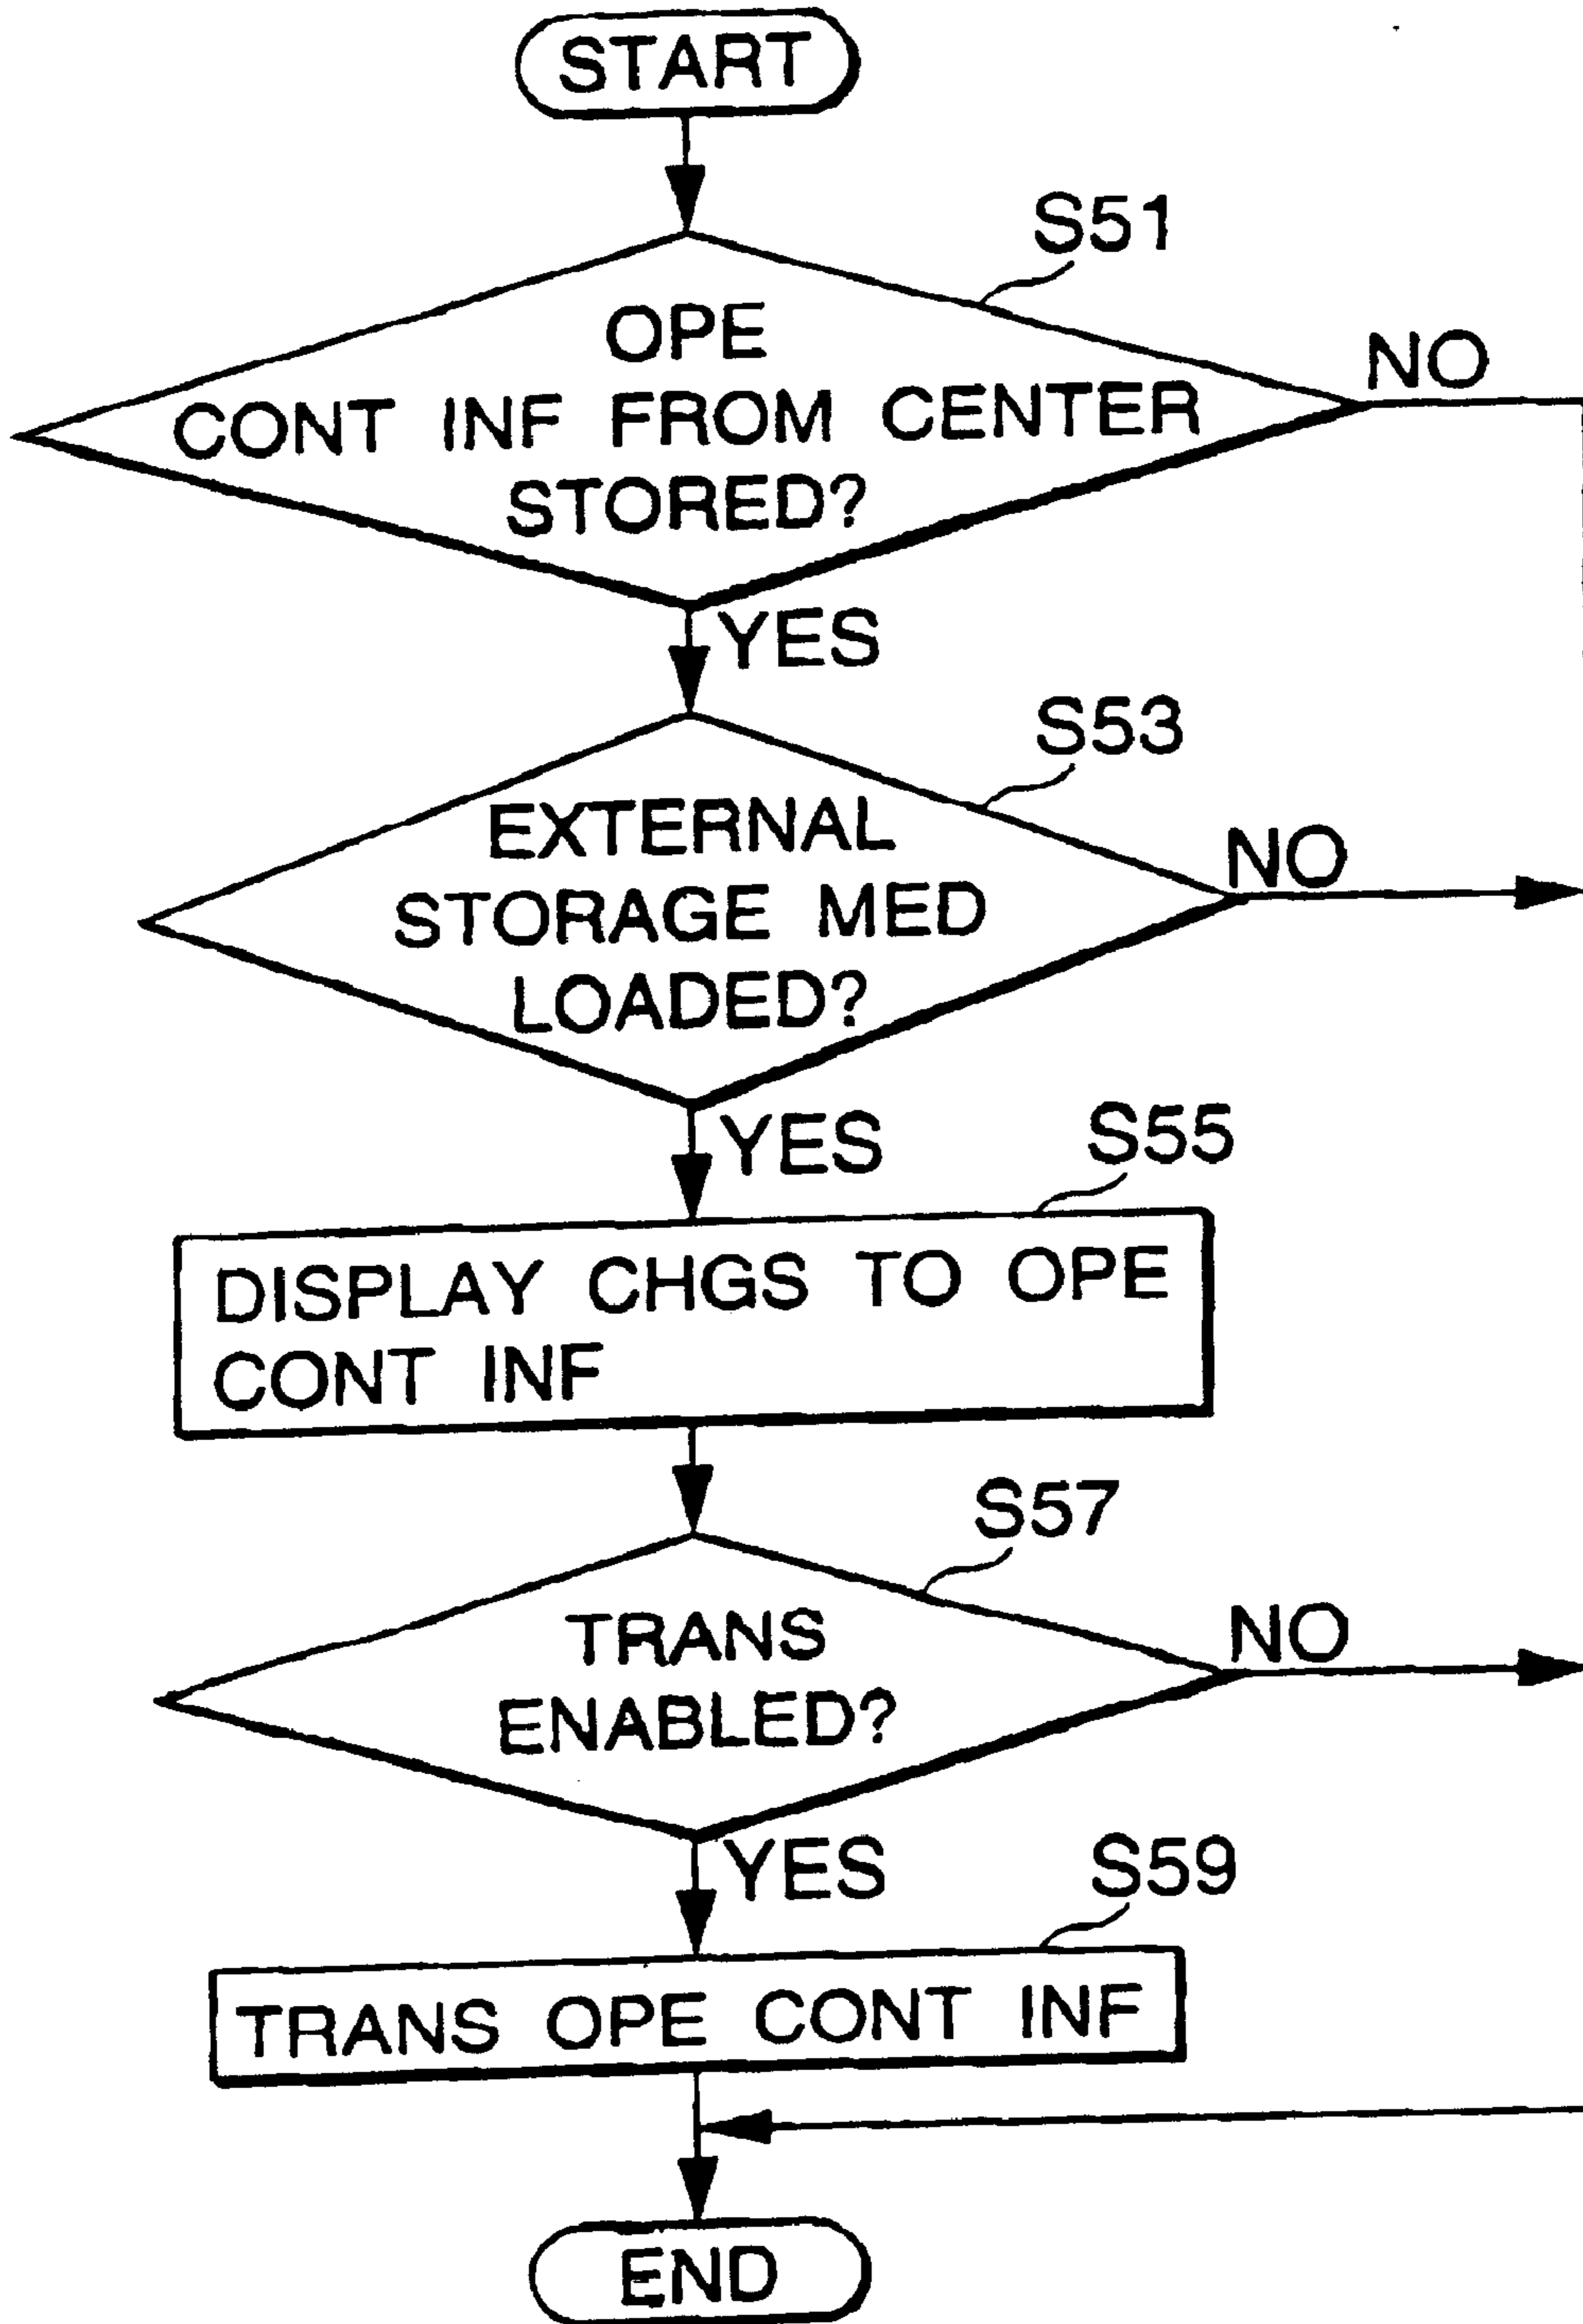 START
S51
OPE
CONT INF FROM CENTER
STORED?
NO
YES
S53
EXTERNAL
STORAGE MED
LOADED?
NO
YES
S55
DISPLAY CHGS TO OPE
CONT INF
S57
TRANS
ENABLED?
NO
YES
S59
TRANS OPE CONT INF
END